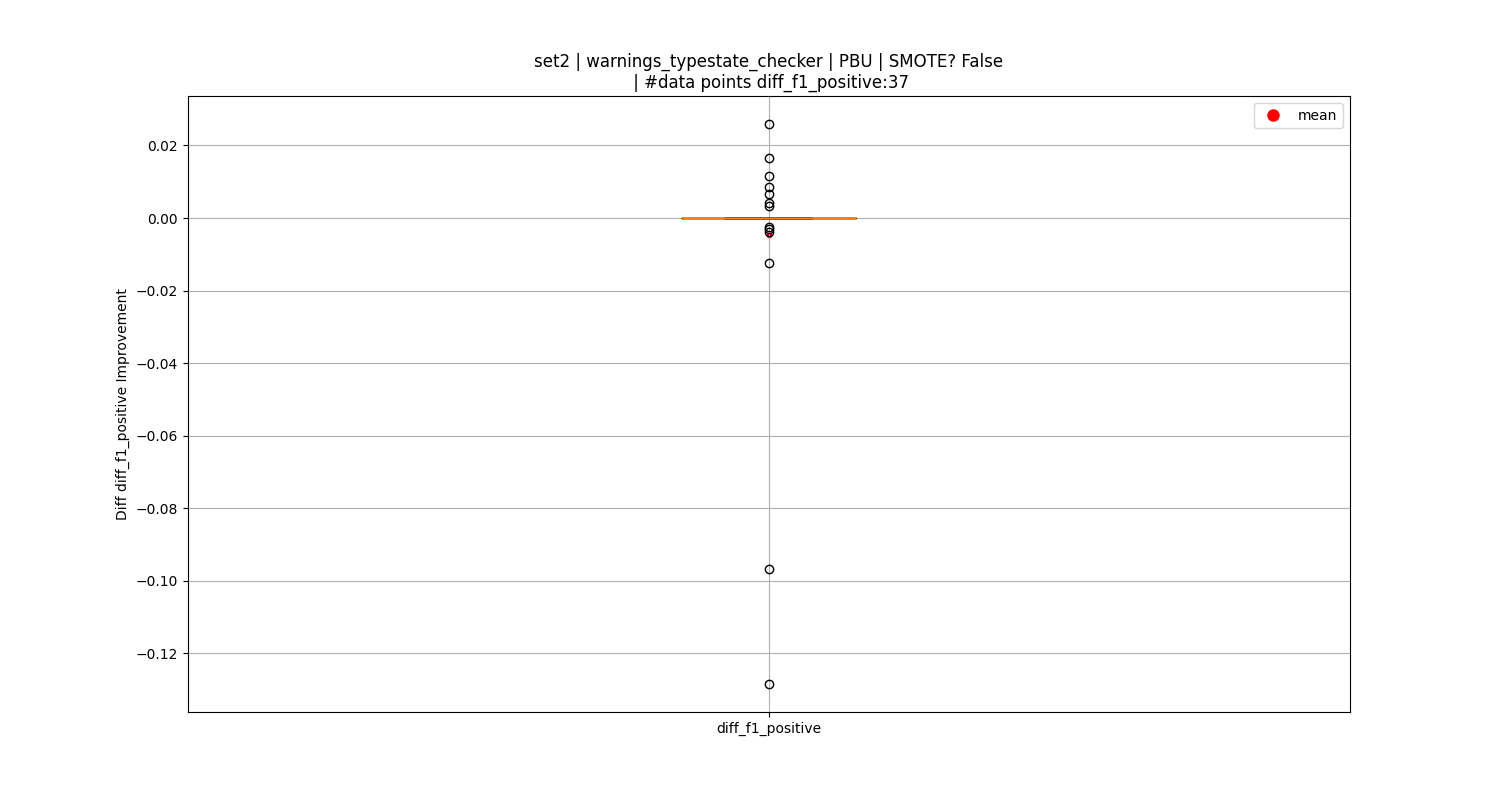 set2 | warnings_typestate_checker | PBU | SMOTE? False
| #data points diff_f1_positive:37
mean
0.02
0.00
−0.02
−0.04
−0.06
−0.08
−0.10
−0.12
Diff diff_f1_positive Improvement
diff_f1_positive